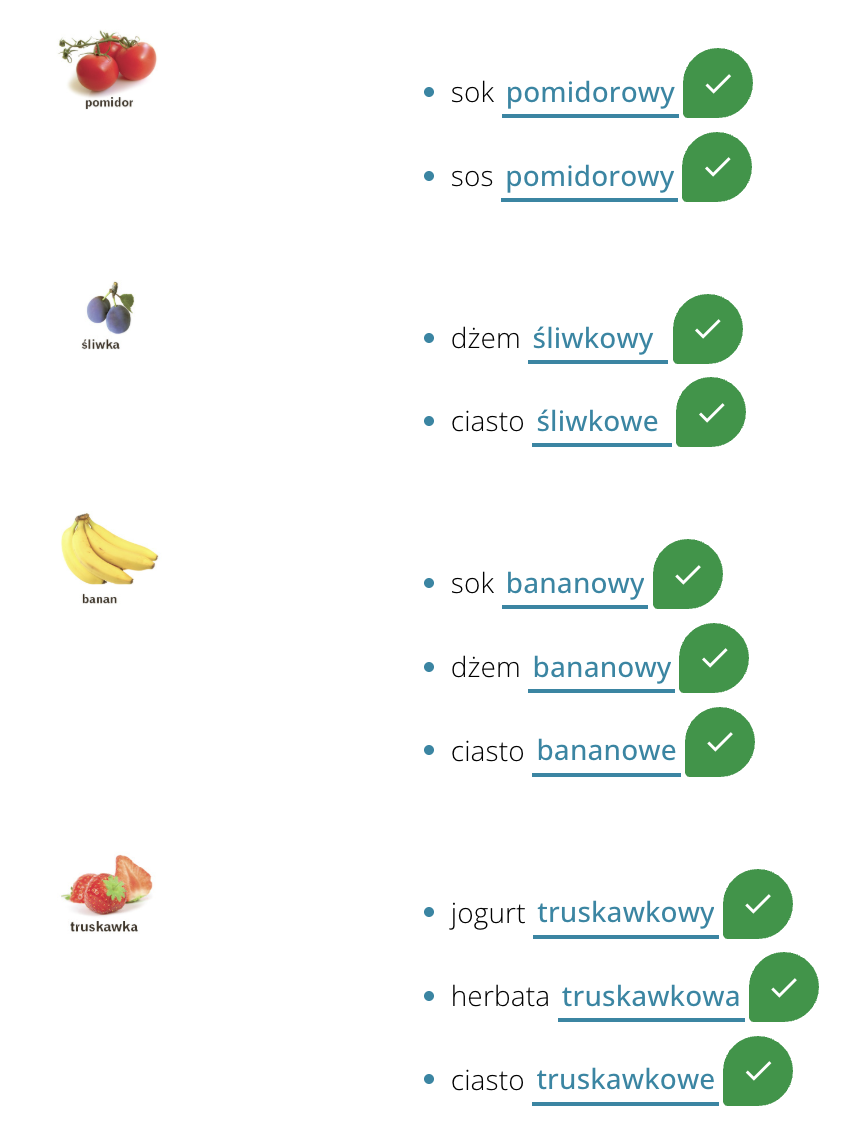 pomidor
sok pomidorowy
sos pomidorowy
śliwka
dżem śliwkowy
ciasto śliwkowe
banan
sok bananowy
dżem bananowy
ciasto bananowe
truskawka
jogurt truskawkowy
herbata truskawkowa
ciasto truskawkowe